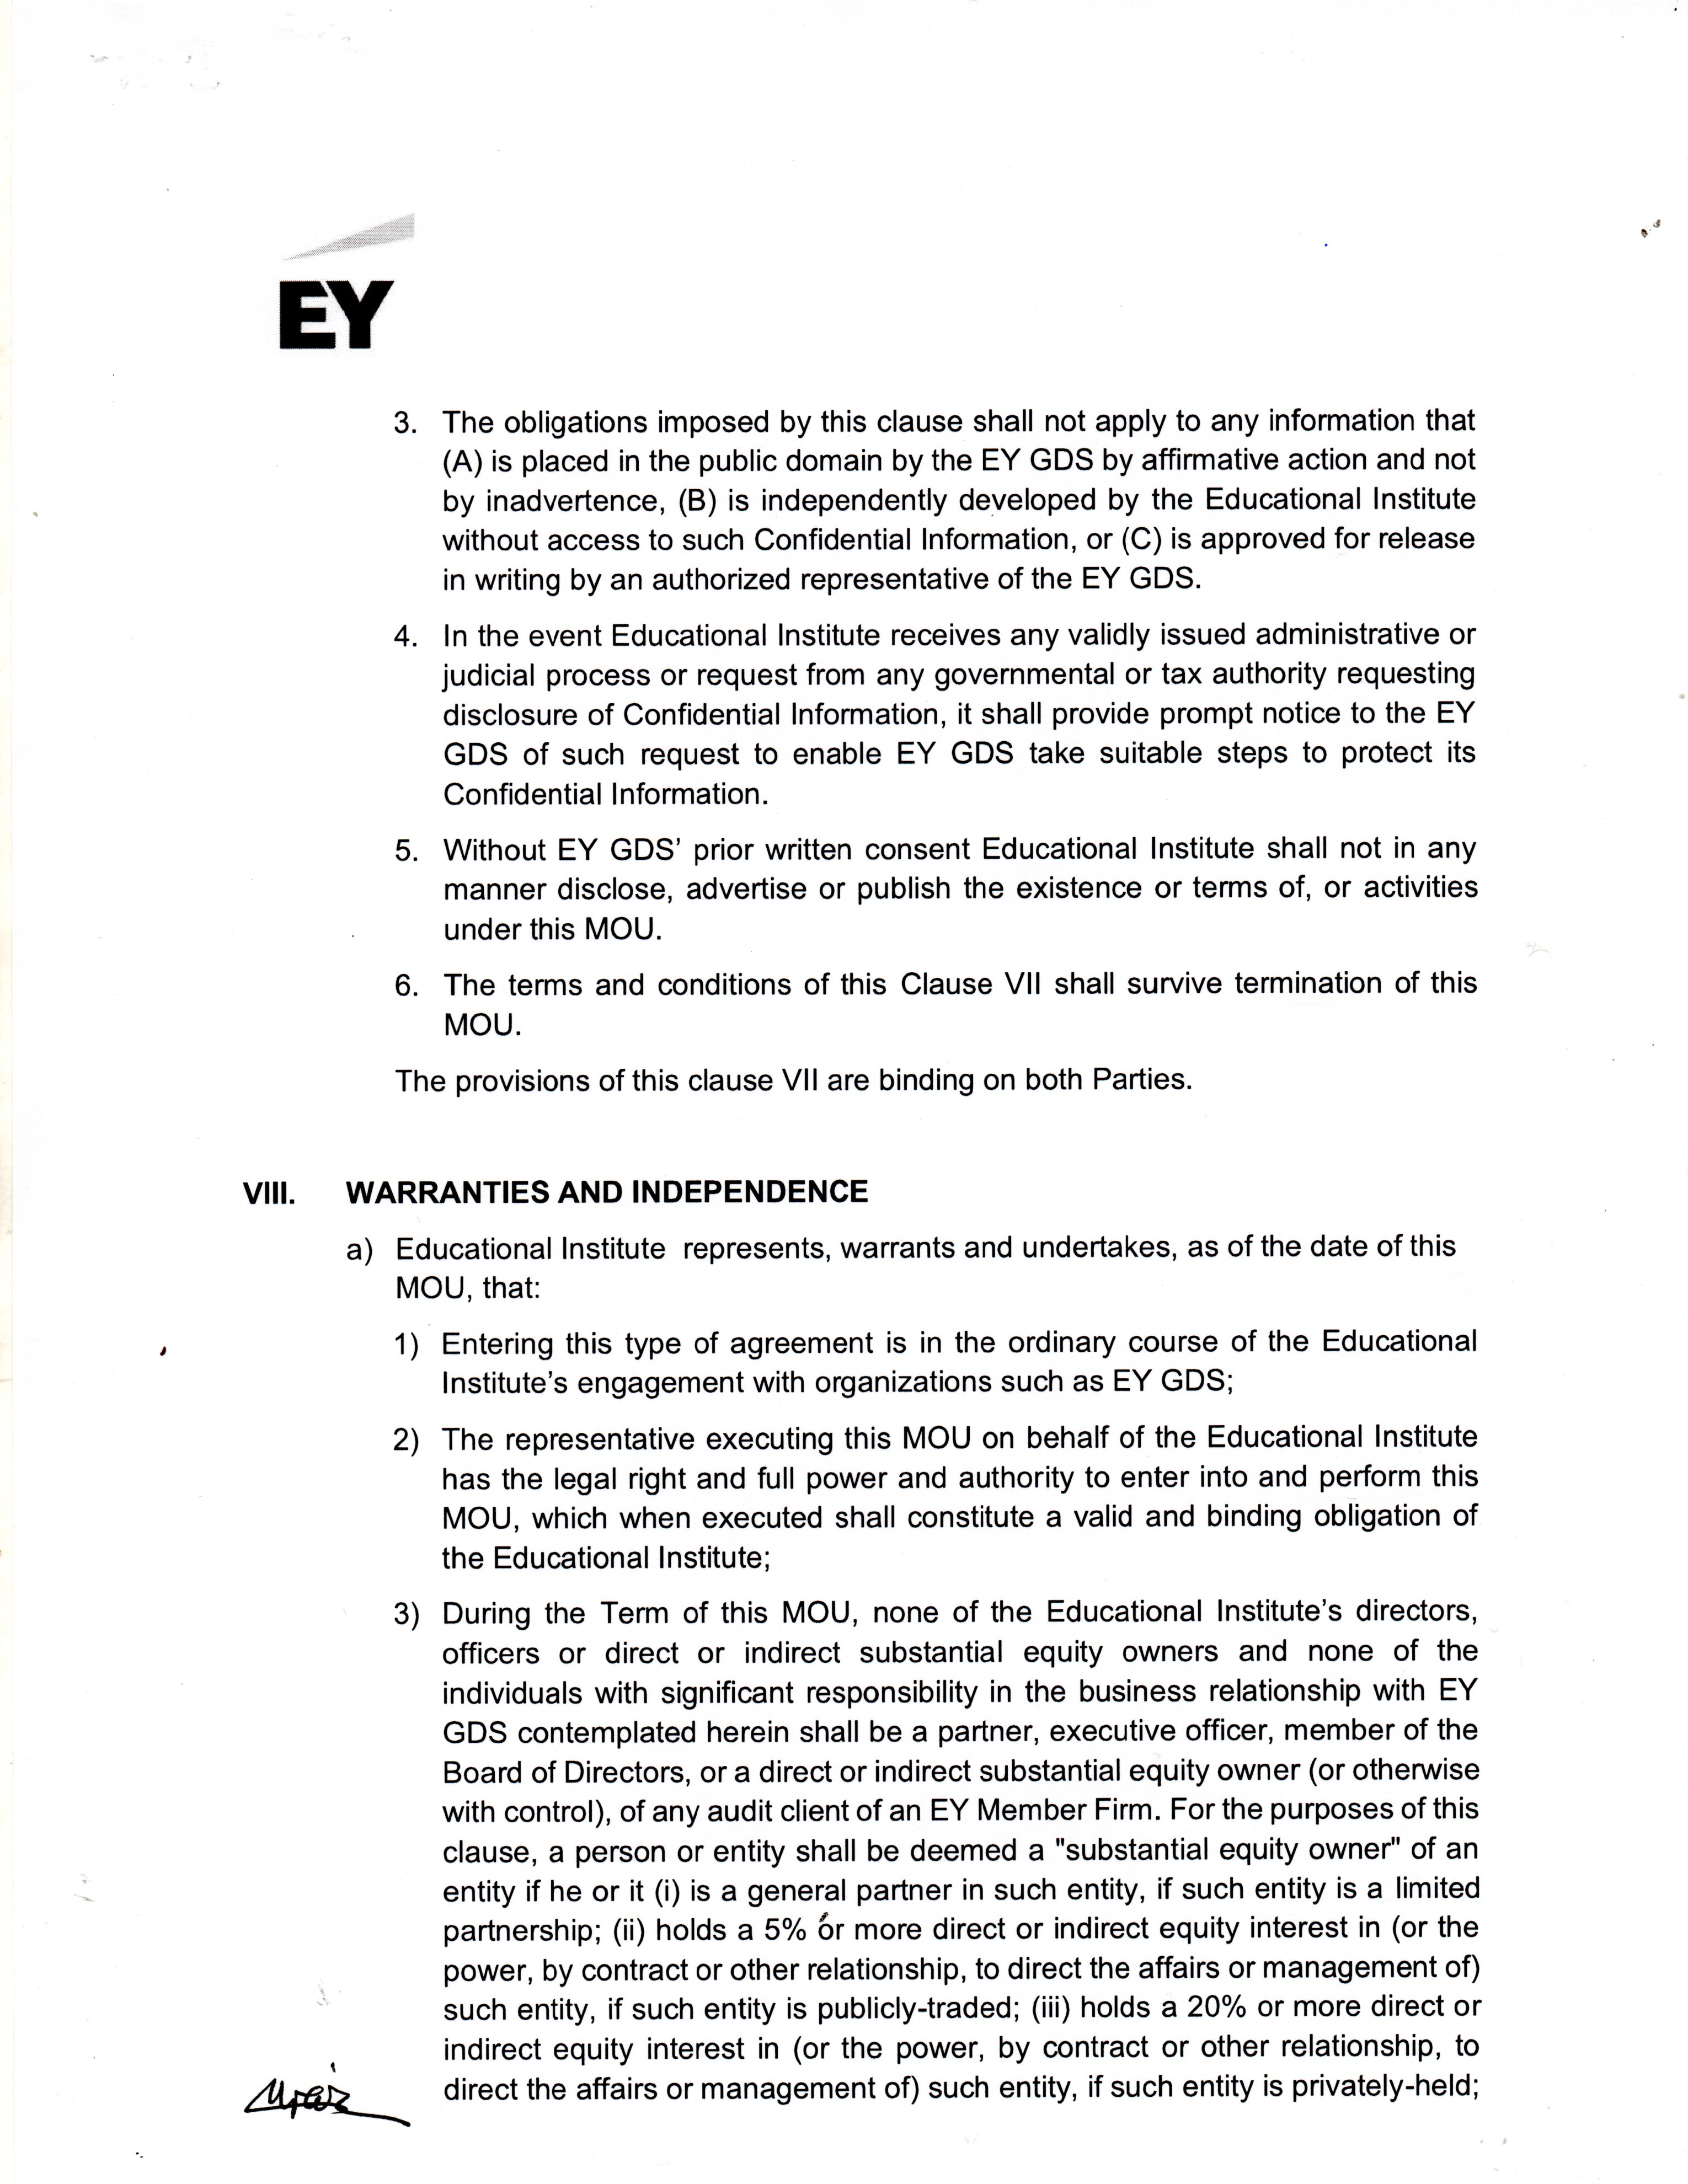 EY
3. The obligations imposed by this clause shall not apply to any information that
(A) is placed in the public domain by the EY GDS by affirmative action and not
by inadvertence, (B) is independently developed by the Educational Institute
without access to such Confidential Information, or (C) is approved for release
in writing by an authorized representative of the EY GDS.
4. In the event Educational Institute receives any validly issued administrative or
judicial process or request from any governmental or tax authority requesting
disclosure of Confidential Information, it shall provide prompt notice to the EY
GDS of such request to enable EY GDS take suitable steps to protect its
Confidential Information.
5. Without EY GDS' prior written consent Educational Institute shall not in any
manner disclose, advertise or publish the existence or terms of, or activities
under this MOU.
6. The terms and conditions of this Clause VII shall survive termination of this
MOU.
The provisions of this clause VII are binding on both Parties.
VIII. WARRANTIES AND INDEPENDENCE
a) Educational Institute represents, warrants and undertakes, as of the date of this
MOU, that:
1) Entering this type of agreement is in the ordinary course of the Educational
Institute's engagement with organizations such as EY GDS;
2) The representative executing this MOU on behalf of the Educational Institute
has the legal right and full power and authority to enter into and perform this
MOU, which when executed shall constitute a valid and binding obligation of
the Educational Institute;
3) During the Term of this MOU, none of the Educational Institute's directors,
officers or direct or indirect substantial equity owners and none of the
individuals with significant responsibility in the business relationship with EY
GDS contemplated herein shall be a partner, executive officer, member of the
Board of Directors, or a direct or indirect substantial equity owner (or otherwise
with control), of any audit client of an EY Member Firm. For the purposes of this
clause, a person or entity shall be deemed a "substantial equity owner" of an
entity if he or it (i) is a general partner in such entity, if such entity is a limited
partnership; (ii) holds a 5% or more direct or indirect equity interest in (or the
power, by contract or other relationship, to direct the affairs or management of)
such entity, if such entity is publicly-traded; (iii) holds a 20% or more direct or
indirect equity interest in (or the power, by contract or other relationship, to
direct the affairs or management of) such entity, if such entity is privately-held;